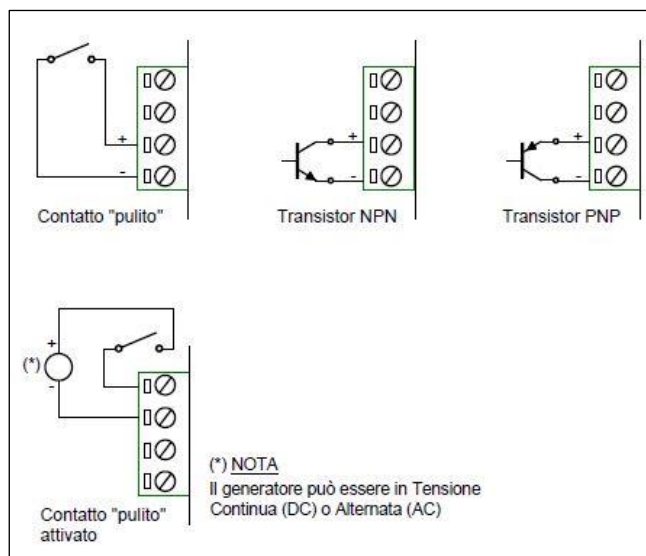 +
-
Contatto "pulito"
+
-
Transistor NPN
+
-
Transistor PNP
+
(*)
-
Contatto "pulito"
attivato
(*) NOTA
Il generatore può essere in Tensione
Continua (DC) o Alternata (AC)